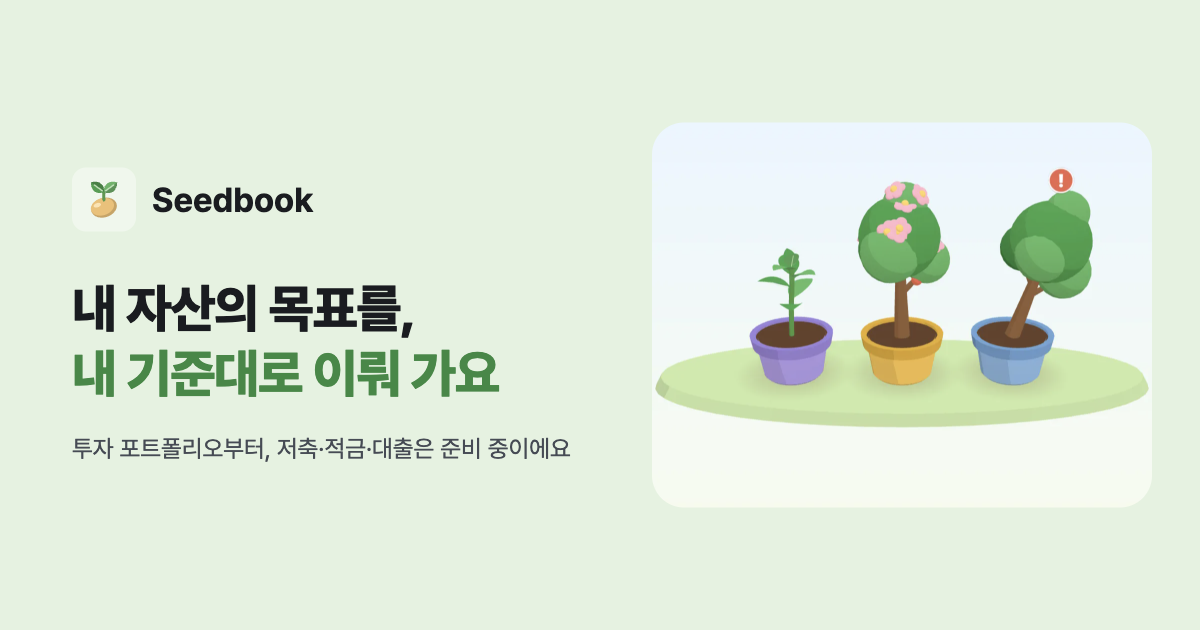 Seedbook
내 자산의 목표를,
내 기준대로 이뤄 가요
투자 포트폴리오부터, 저축·적금·대출은 준비 중이에요
!